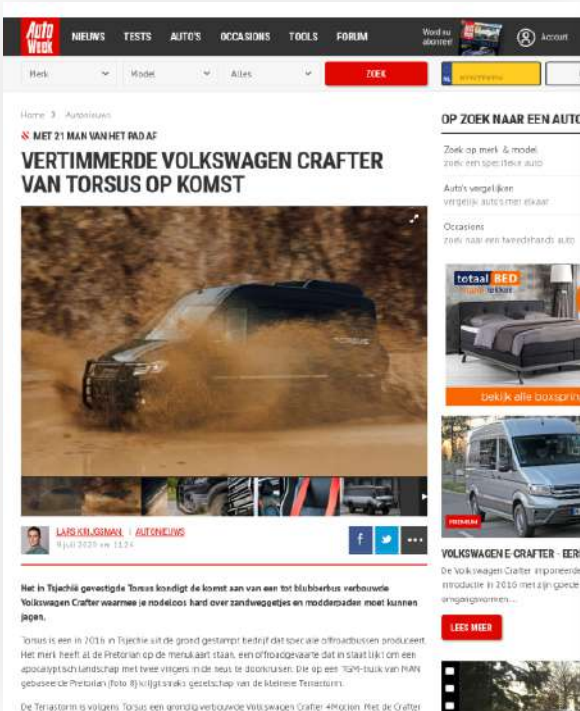 Auto
Week
NIEUWS TESTS AUTO'S OCCASIONS TOOLS FORUM
Word nu
abonnee!
Account
Merk
Model
Alles
ZOEK
NL
Home > Autonieuws
MET 21 MAN VAN HET PAD AF
VERTIMMERDE VOLKSWAGEN CRAFTER
VAN TORSUS OP KOMST
LARS KRIJGSMAN | AUTONIEUWS
9 juli 2020 om 11:24
Het in Tsjechië gevestigde Torsus kondigt de komst aan van een tot blubberbus verbouwde
Volkswagen Crafter waarmee je nodeloos hard over zandweggetjes en modderpaden moet kunnen
jagen.
Torsus is een in 2016 in Tsjechië uit de grond gestampt bedrijf dat speciale offroadbussen produceert.
Het merk heeft al de Pretorian op de menukaart staan, een offroadgevaarte dat in staat lijkt om een
apocalyptisch landschap met twee vingers in de neus te doorkruisen. Die op een TGM-truck van MAN
gebaseerde Pretorian (foto 8) krijgt straks gezelschap van de kleinere Terrastorm.
De Terrastorm is volgens Torsus een grondig verbouwde Volkswagen Crafter 4Motion. Met de Crafter
OP ZOEK NAAR EEN AUTO
Zoek op merk & model
zoek een specifieke auto
Auto's vergelijken
vergelijk auto's met elkaar
Occasions
zoek naar een tweedehands auto
totaal BED
bekijk alle boxsprin
PREMIUM
VOLKSWAGEN E-CRAFTER - EERS
De Volkswagen Crafter imponeerde
introductie in 2016 met zijn goede
omgangsvormen...
LEES MEER